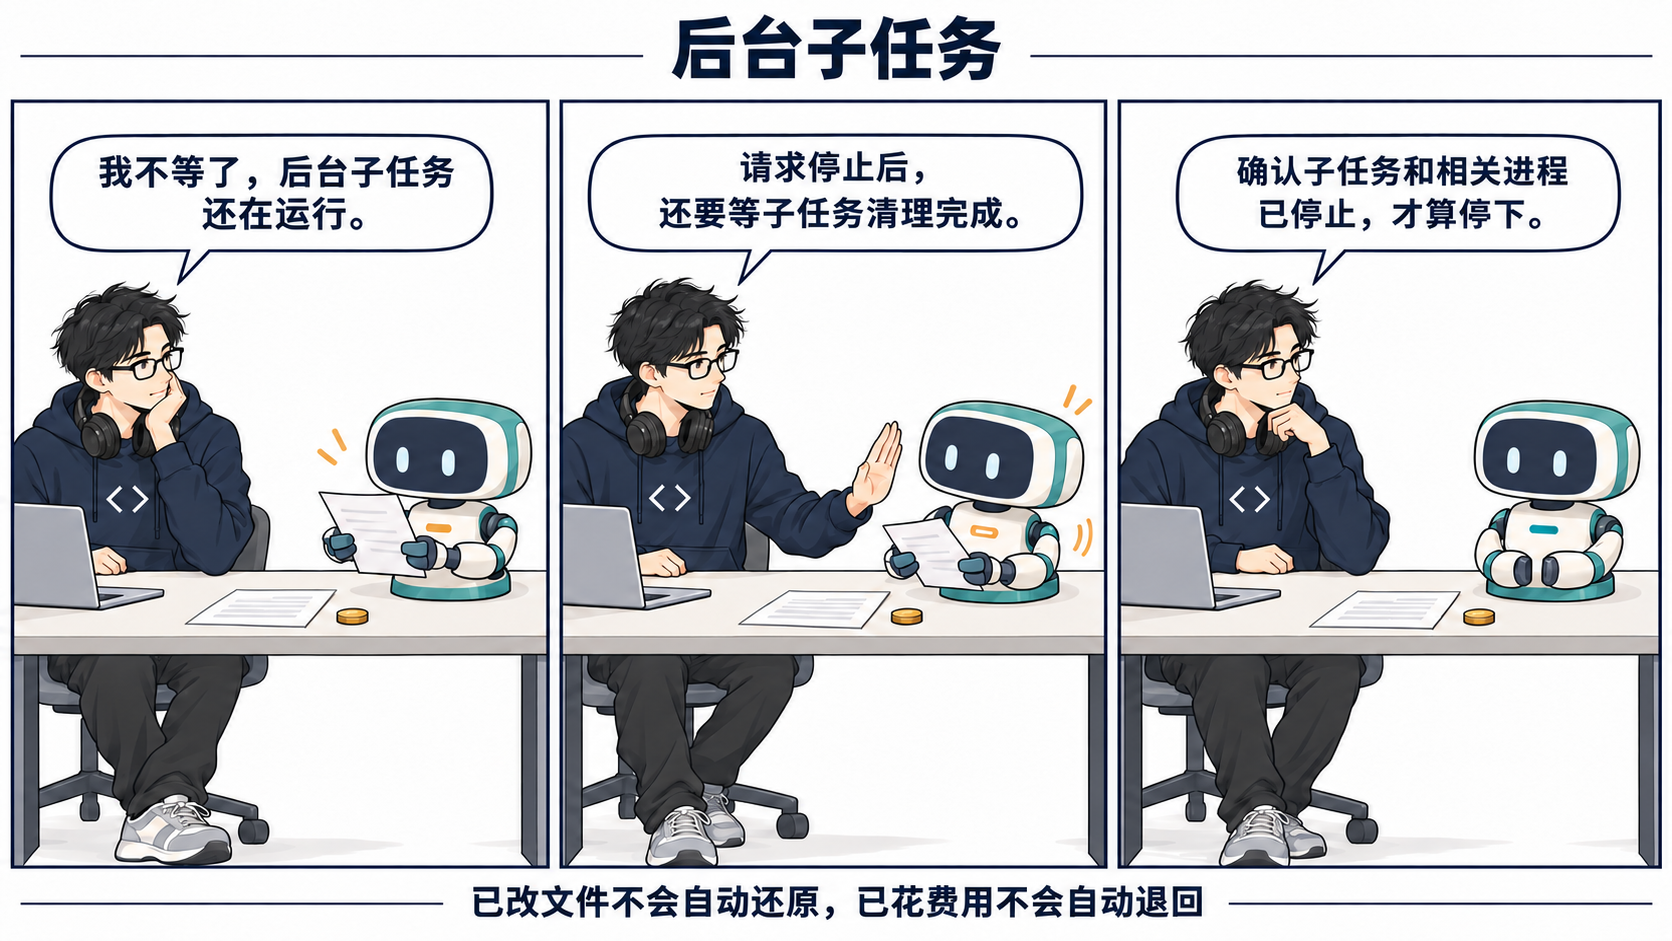 后台子任务
我不等了，后台子任务
还在运行。
请求停止后，
还要等子任务清理完成。
确认子任务和相关进程
已停止，才算停下。
已改文件不会自动还原，已花费用不会自动退回